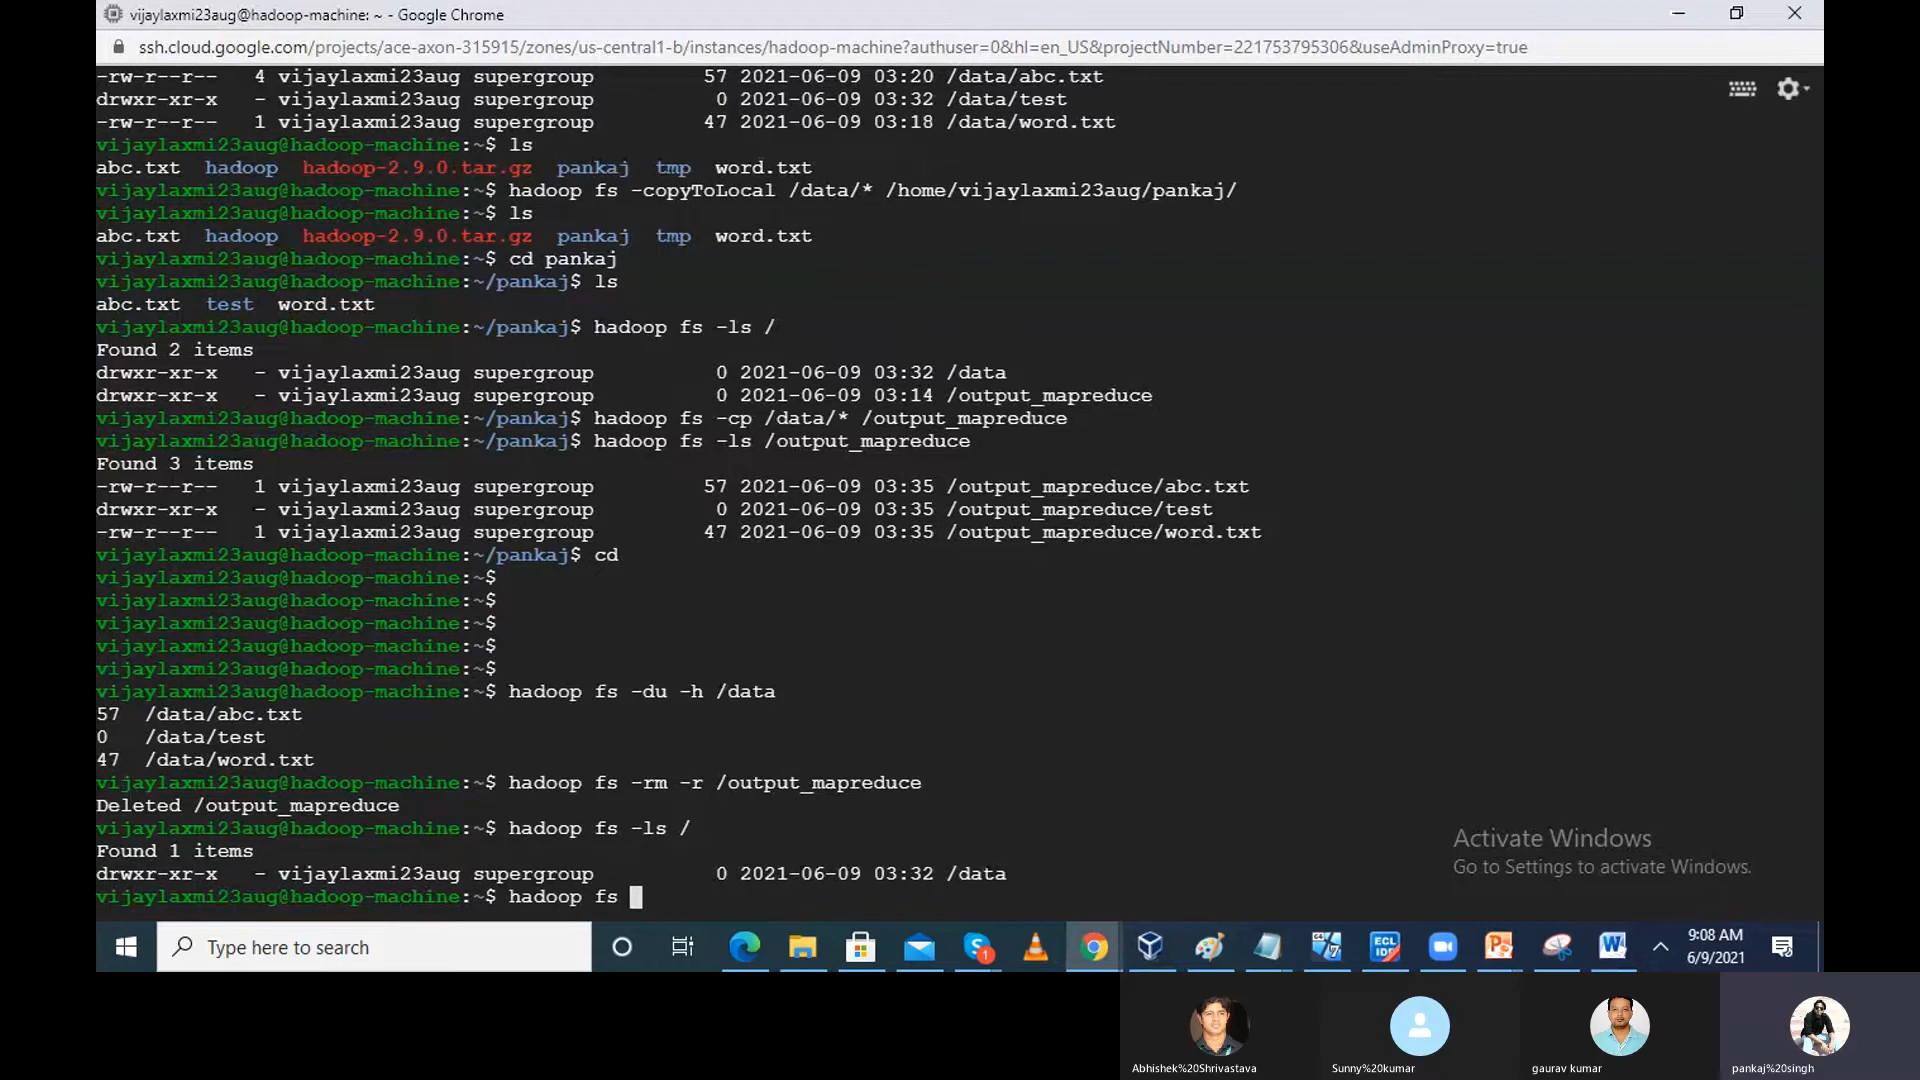 vijaylaxmi23aug@hadoop-machine: ~ - Google Chrome
ssh.cloud.google.com/projects/ace-axon-315915/zones/us-central1-b/instances/hadoop-machine?authuser=0&hl=en_US&projectNumber=221753795306&useAdminProxy=true
-rw-r--r--   4 vijaylaxmi23aug supergroup         57 2021-06-09 03:20 /data/abc.txt
drwxr-xr-x   - vijaylaxmi23aug supergroup          0 2021-06-09 03:32 /data/test
-rw-r--r--   1 vijaylaxmi23aug supergroup         47 2021-06-09 03:18 /data/word.txt
vijaylaxmi23aug@hadoop-machine:~$ ls
abc.txt  hadoop  hadoop-2.9.0.tar.gz  pankaj  tmp  word.txt
vijaylaxmi23aug@hadoop-machine:~$ hadoop fs -copyToLocal /data/* /home/vijaylaxmi23aug/pankaj/
vijaylaxmi23aug@hadoop-machine:~$ ls
abc.txt  hadoop  hadoop-2.9.0.tar.gz  pankaj  tmp  word.txt
vijaylaxmi23aug@hadoop-machine:~$ cd pankaj
vijaylaxmi23aug@hadoop-machine:~/pankaj$ ls
abc.txt  test  word.txt
vijaylaxmi23aug@hadoop-machine:~/pankaj$ hadoop fs -ls /
Found 2 items
drwxr-xr-x   - vijaylaxmi23aug supergroup          0 2021-06-09 03:32 /data
drwxr-xr-x   - vijaylaxmi23aug supergroup          0 2021-06-09 03:14 /output_mapreduce
vijaylaxmi23aug@hadoop-machine:~/pankaj$ hadoop fs -cp /data/* /output_mapreduce
vijaylaxmi23aug@hadoop-machine:~/pankaj$ hadoop fs -ls /output_mapreduce
Found 3 items
-rw-r--r--   1 vijaylaxmi23aug supergroup         57 2021-06-09 03:35 /output_mapreduce/abc.txt
drwxr-xr-x   - vijaylaxmi23aug supergroup          0 2021-06-09 03:35 /output_mapreduce/test
-rw-r--r--   1 vijaylaxmi23aug supergroup         47 2021-06-09 03:35 /output_mapreduce/word.txt
vijaylaxmi23aug@hadoop-machine:~/pankaj$ cd
vijaylaxmi23aug@hadoop-machine:~$
vijaylaxmi23aug@hadoop-machine:~$
vijaylaxmi23aug@hadoop-machine:~$
vijaylaxmi23aug@hadoop-machine:~$
vijaylaxmi23aug@hadoop-machine:~$
vijaylaxmi23aug@hadoop-machine:~$ hadoop fs -du -h /data
57  /data/abc.txt
0   /data/test
47  /data/word.txt
vijaylaxmi23aug@hadoop-machine:~$ hadoop fs -rm -r /output_mapreduce
Deleted /output_mapreduce
vijaylaxmi23aug@hadoop-machine:~$ hadoop fs -ls /
Found 1 items
drwxr-xr-x   - vijaylaxmi23aug supergroup          0 2021-06-09 03:32 /data
vijaylaxmi23aug@hadoop-machine:~$ hadoop fs
Activate Windows
Go to Settings to activate Windows.
Type here to search
1
ECL
IDE
9:08 AM
6/9/2021
Abhishek%20Shrivastava
Sunny%20kumar
gaurav kumar
pankaj%20singh